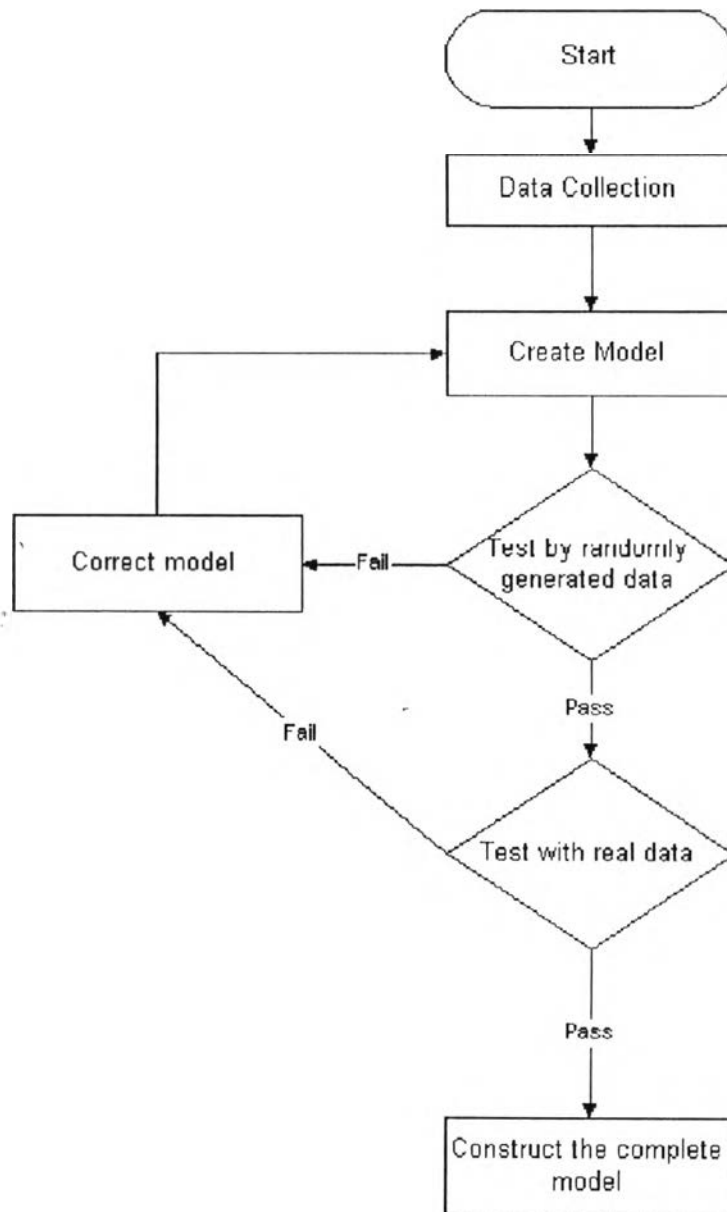 Start
Data Collection
Create Model
Test by randomly
generated data
Fail
Correct model
Pass
Fail
Test with real data
Pass
Construct the complete
model